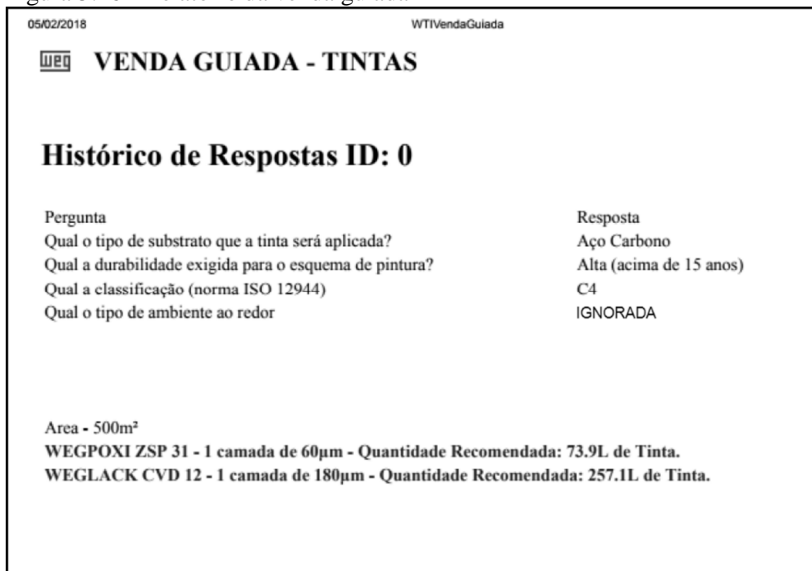 05/02/2018 WTIVendaGuiada
weg VENDA GUIADA - TINTAS
Histórico de Respostas ID: 0
Pergunta Resposta
Qual o tipo de substrato que a tinta será aplicada? Aço Carbono
Qual a durabilidade exigida para o esquema de pintura? Alta (acima de 15 anos)
Qual a classificação (norma ISO 12944) C4
Qual o tipo de ambiente ao redor IGNORADA
Area - 500m²
WEGPOXI ZSP 31 - 1 camada de 60µm - Quantidade Recomendada: 73.9L de Tinta.
WEGLACK CVD 12 - 1 camada de 180µm - Quantidade Recomendada: 257.1L de Tinta.